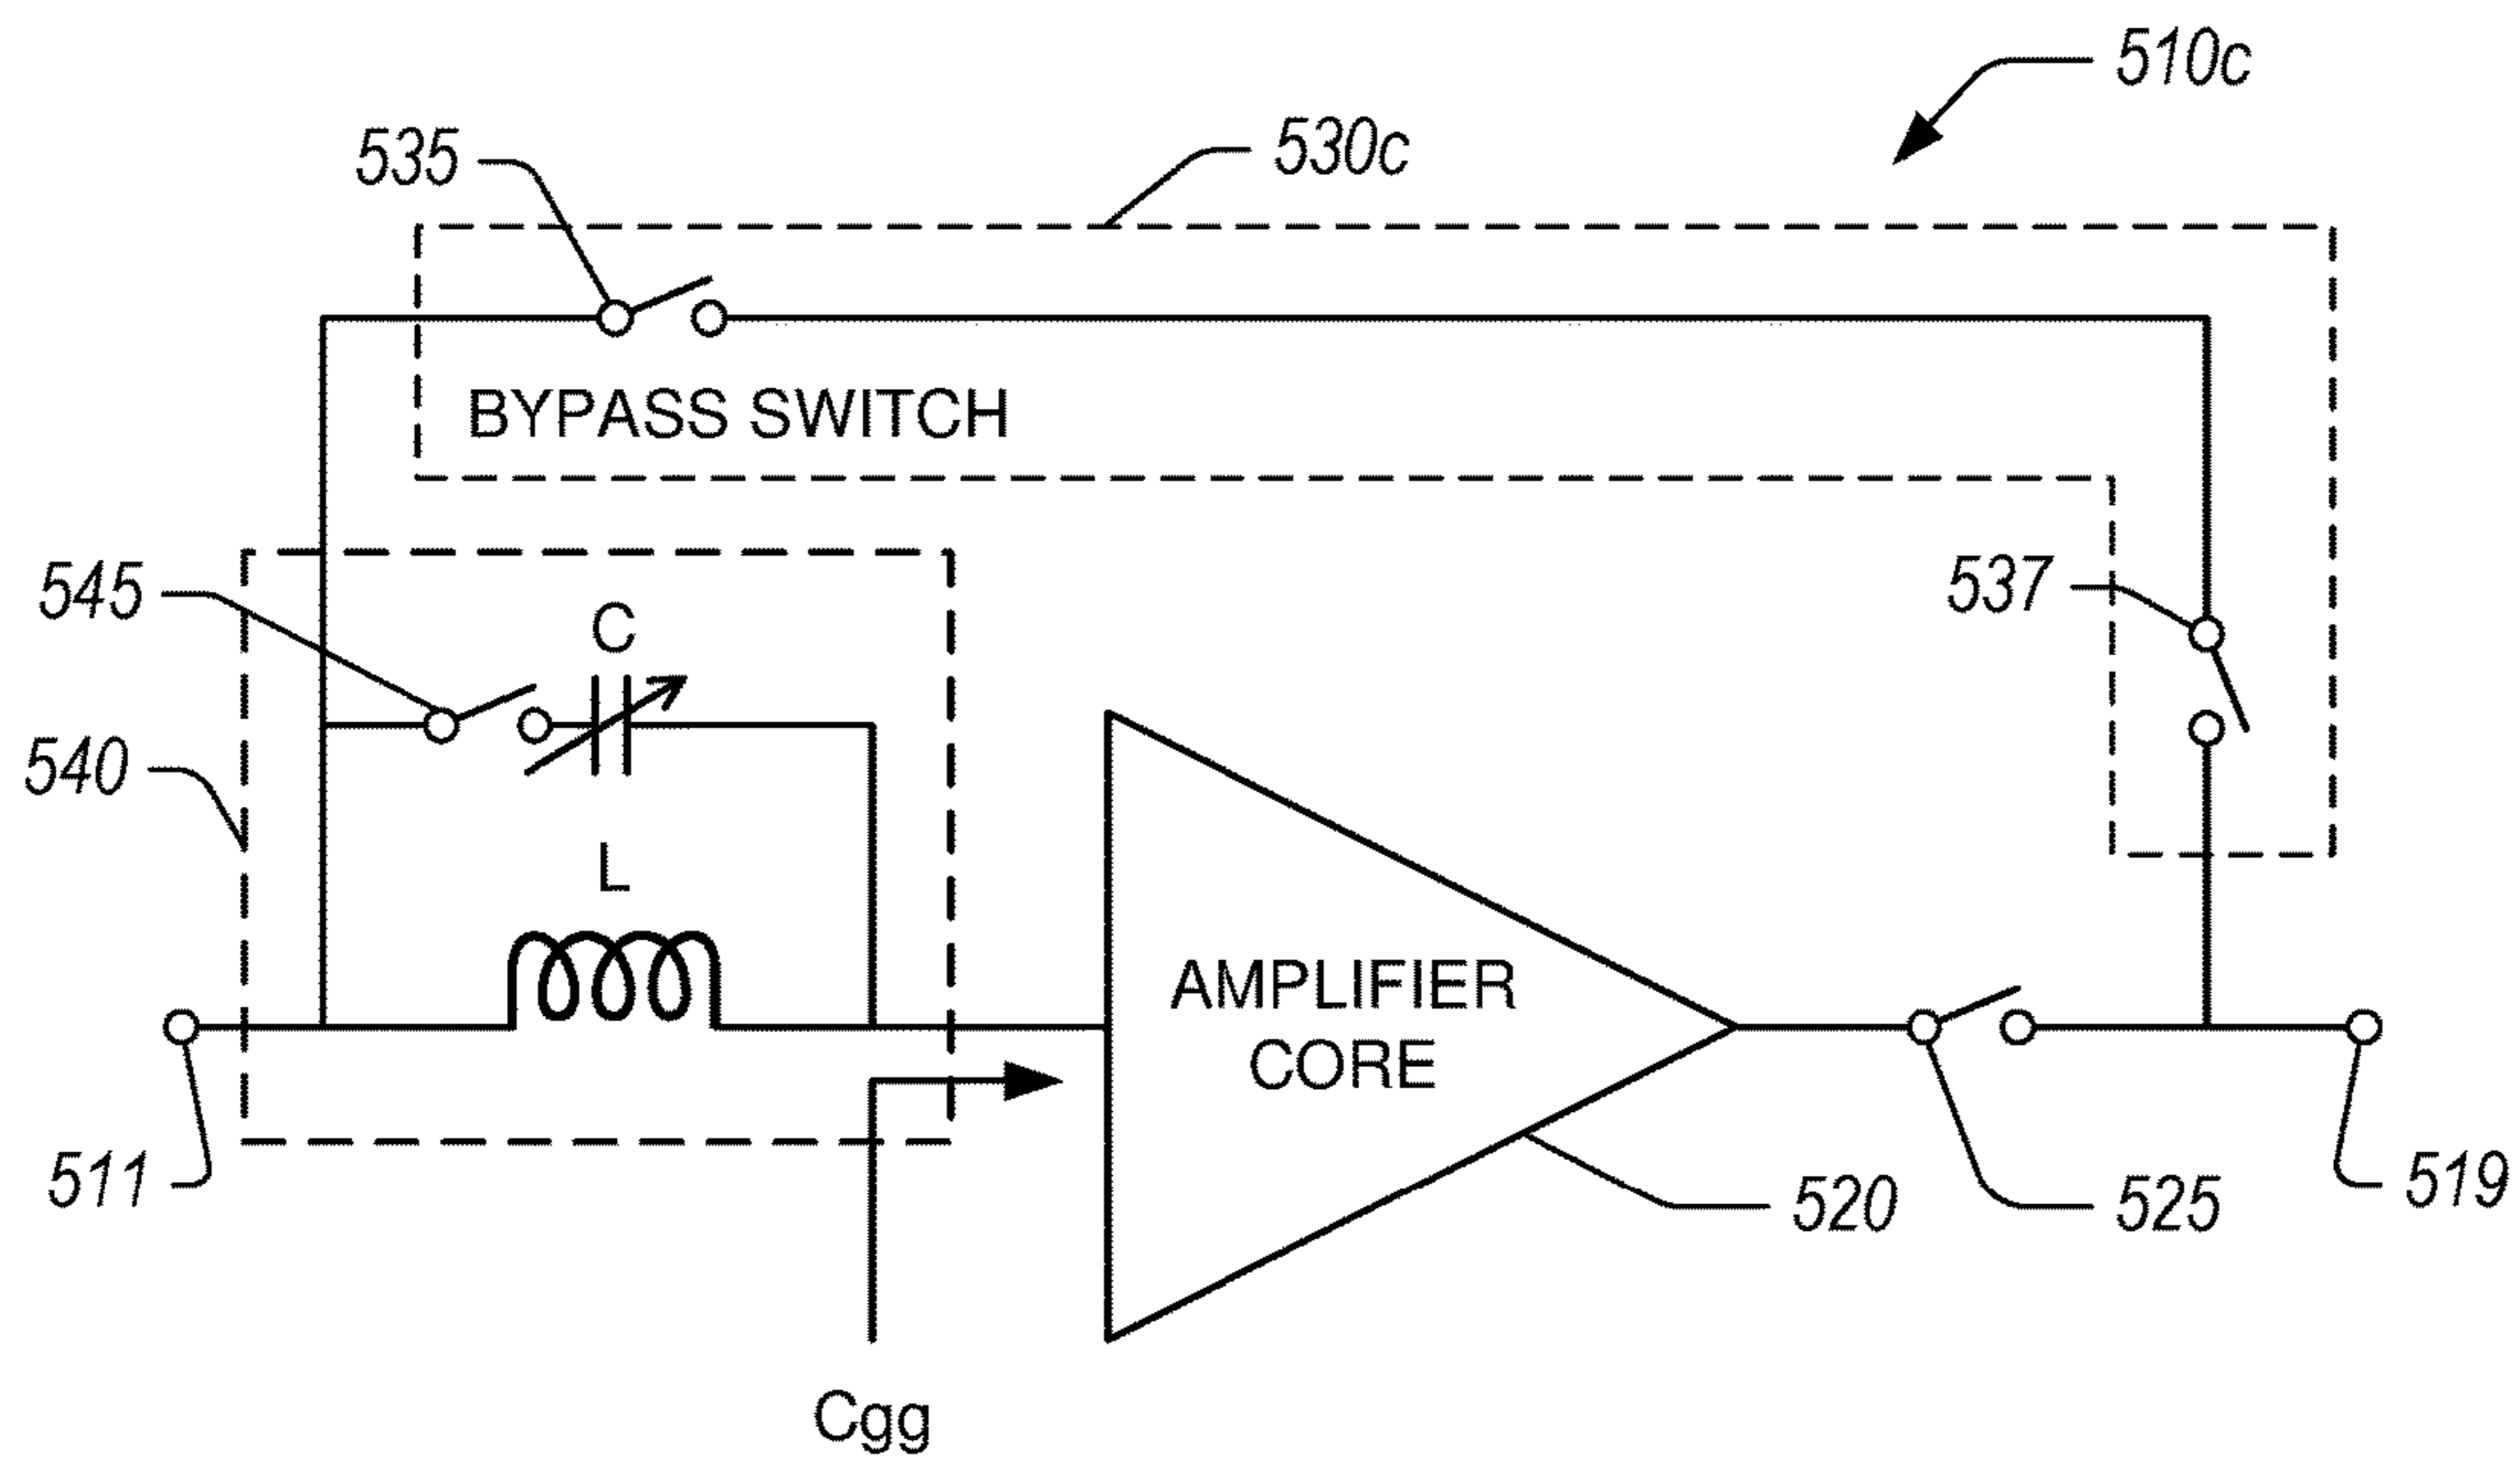 510c
530c
535
BYPASS SWITCH
545
C
537
540
L
AMPLIFIER
CORE
511
520
525
519
Cgg